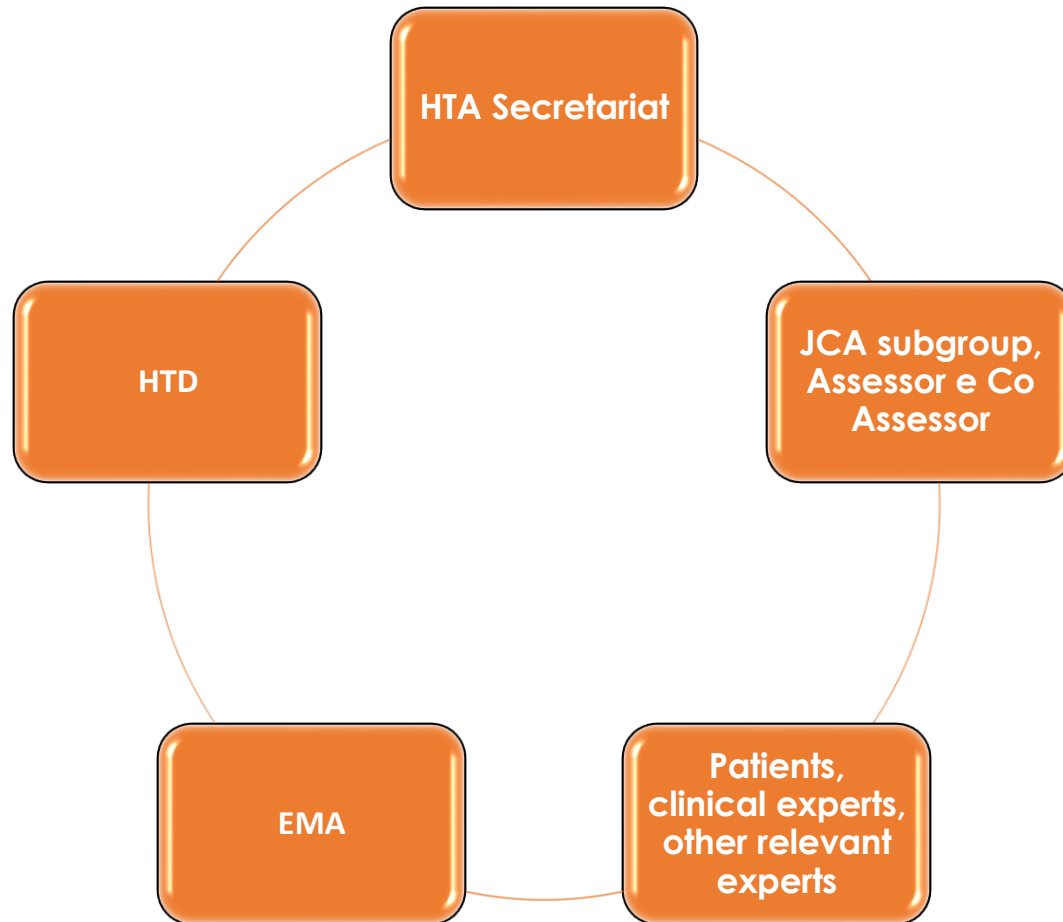 HTA Secretariat
HTD
JCA subgroup,
Assessor e Co
Assessor
EMA
Patients,
clinical experts,
other relevant
experts